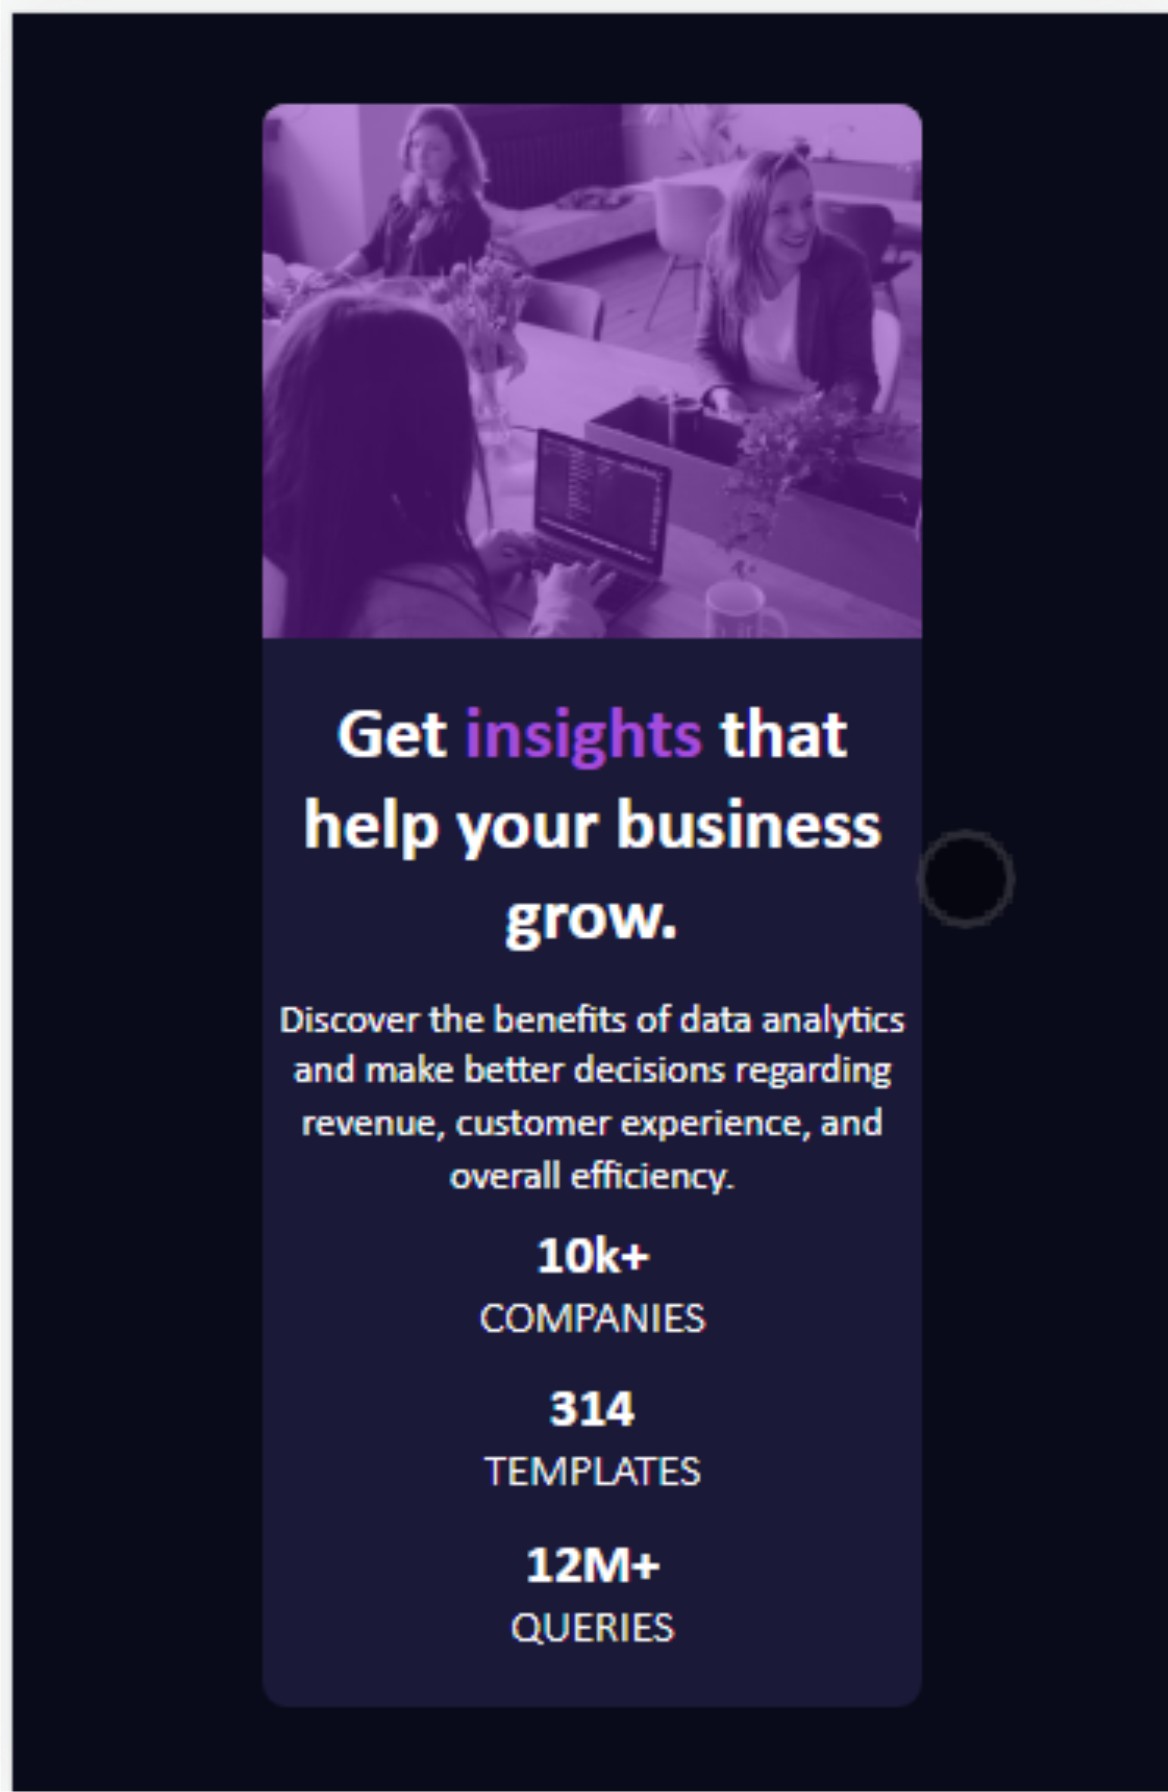 Get insights that
help your business
grow.
Discover the benefits of data analytics
and make better decisions regarding
revenue, customer experience, and
overall efficiency.
10k+
COMPANIES
314
TEMPLATES
12M+
QUERIES